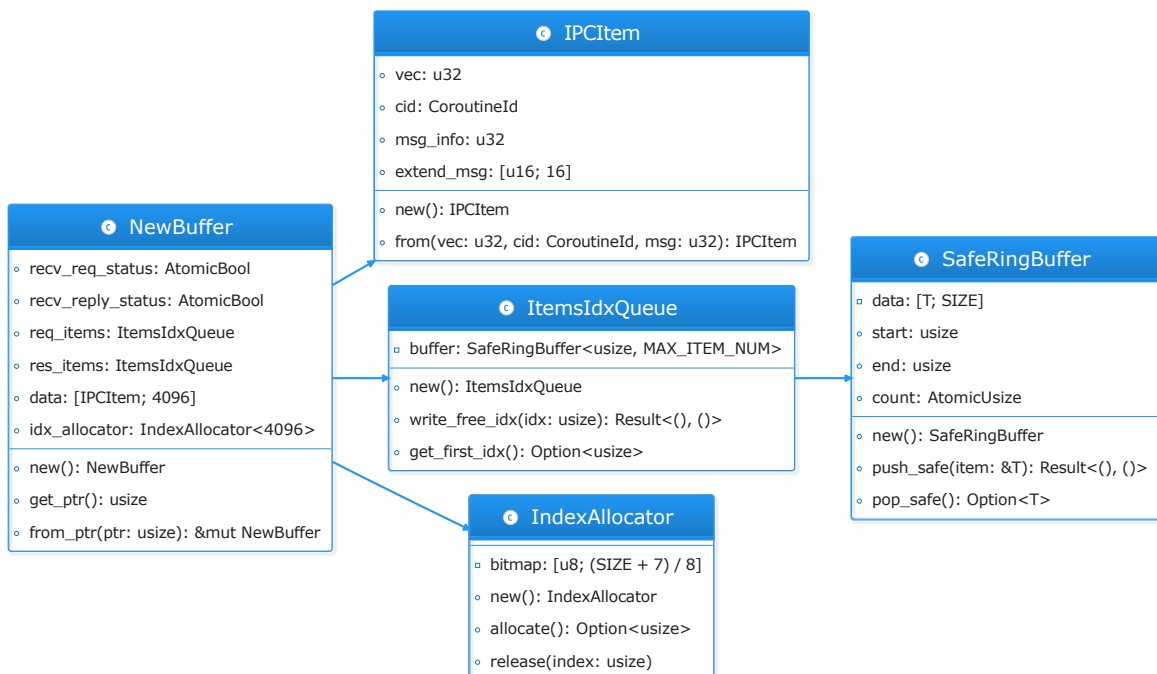 IPCItem
vec: u32
cid: CoroutineId
msg_info: u32
extend_msg: [u16; 16]
new(): IPCItem
from(vec: u32, cid: CoroutineId, msg: u32): IPCItem
NewBuffer
recv_req_status: AtomicBool
recv_reply_status: AtomicBool
req_items: ItemsIdxQueue
res_items: ItemsIdxQueue
data: [IPCItem; 4096]
idx_allocator: IndexAllocator<4096>
new(): NewBuffer
get_ptr(): usize
from_ptr(ptr: usize): &mut NewBuffer
ItemsIdxQueue
buffer: SafeRingBuffer<usize, MAX_ITEM_NUM>
new(): ItemsIdxQueue
write_free_idx(idx: usize): Result<(), ()>
get_first_idx(): Option<usize>
SafeRingBuffer
data: [T; SIZE]
start: usize
end: usize
count: AtomicUsize
new(): SafeRingBuffer
push_safe(item: &T): Result<(), ()>
pop_safe(): Option<T>
IndexAllocator
bitmap: [u8; (SIZE + 7) / 8]
new(): IndexAllocator
allocate(): Option<usize>
release(index: usize)